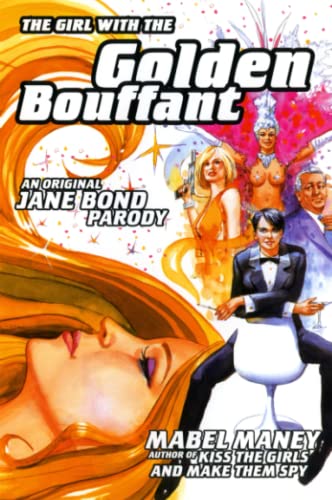 THE GIRL WITH THE
Golden
Bouffant
AN ORIGINAL
JANE BOND
PARODY
MABEL MANEY
AUTHOR OF KISS THE GIRLS
AND MAKE THEM SPY